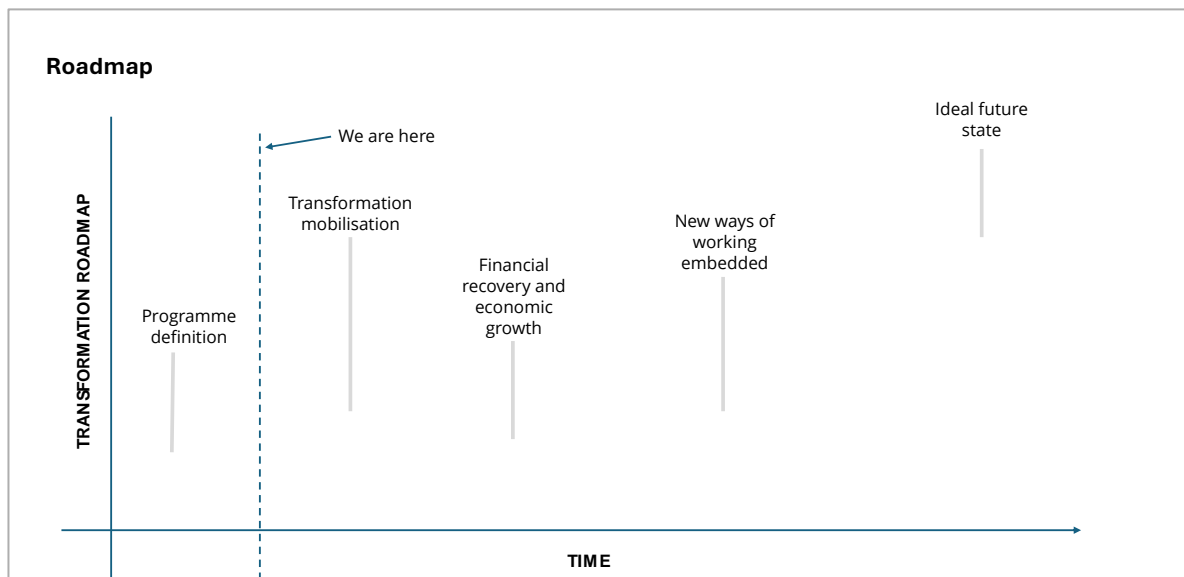 Roadmap
We are here
Ideal future
state
Transformation
mobilisation
New ways of
working
embedded
Financial
recovery and
economic
growth
Programme
definition
TRANSFORMATION ROADMAP
TIME